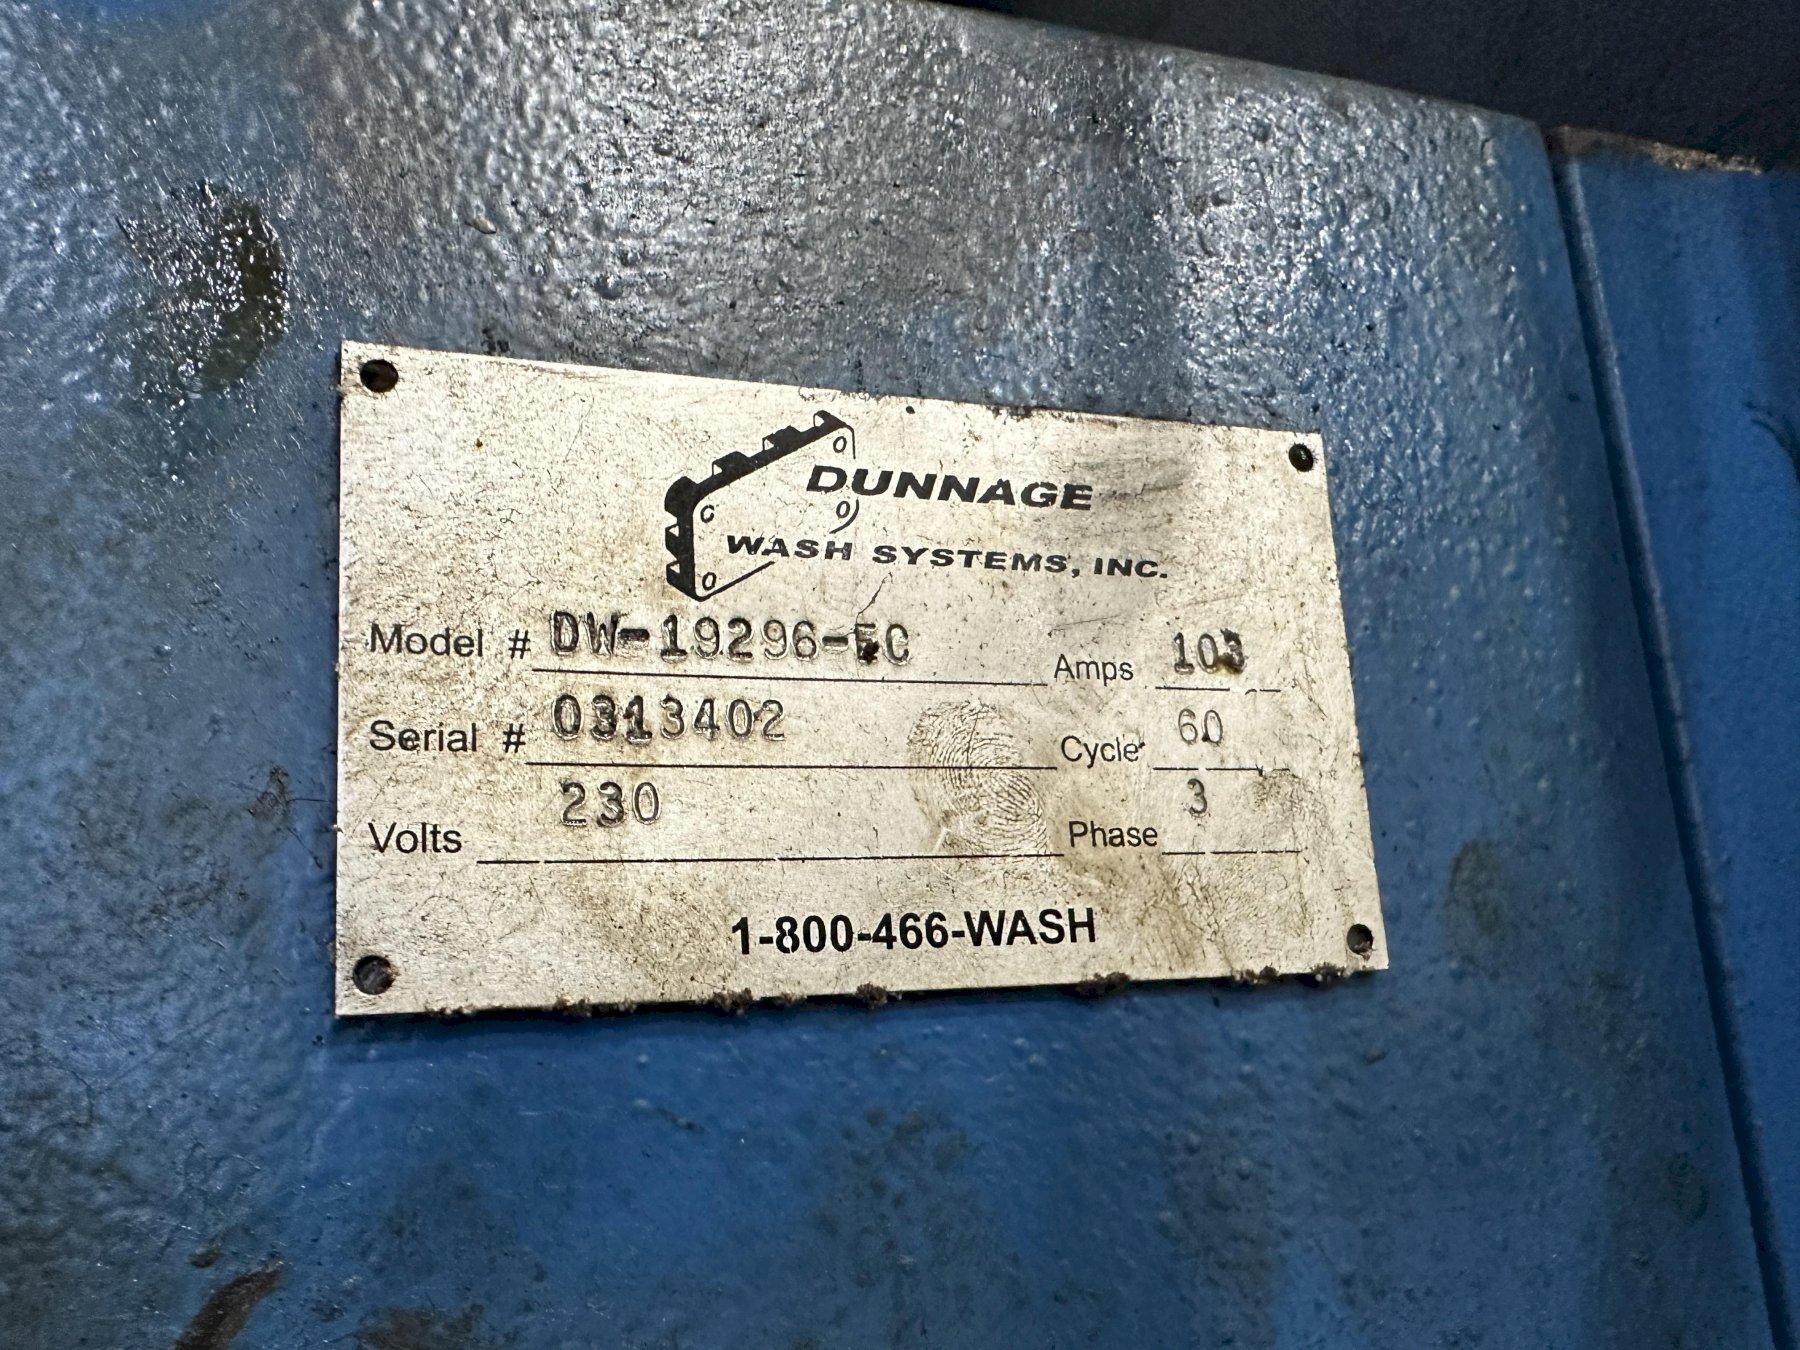 DUNNAGE
WASH SYSTEMS, INC.
Model # DW-19296-EC Amps 103
Serial # 0313402 Cycle 60
Volts 230 Phase 3
1-800-466-WASH